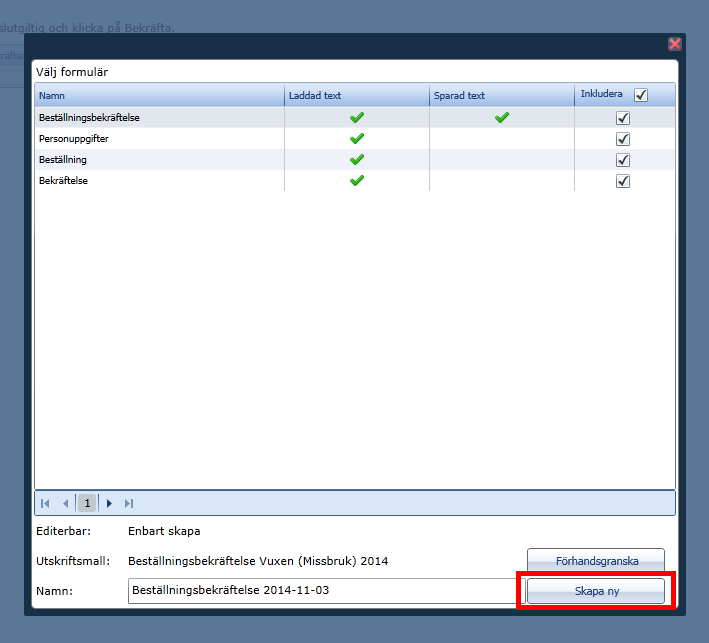 slutgiltig och klicka på Bekräfta.
Välj formulär
Namn Laddad text Sparad text Inkludera
Beställningsbekräftelse
Personuppgifter
Beställning
Bekräftelse
1
Editerbar: Enbart skapa
Utskriftsmall: Beställningsbekräftelse Vuxen (Missbruk) 2014 Förhandsgranska
Namn: Beställningsbekräftelse 2014-11-03 Skapa ny